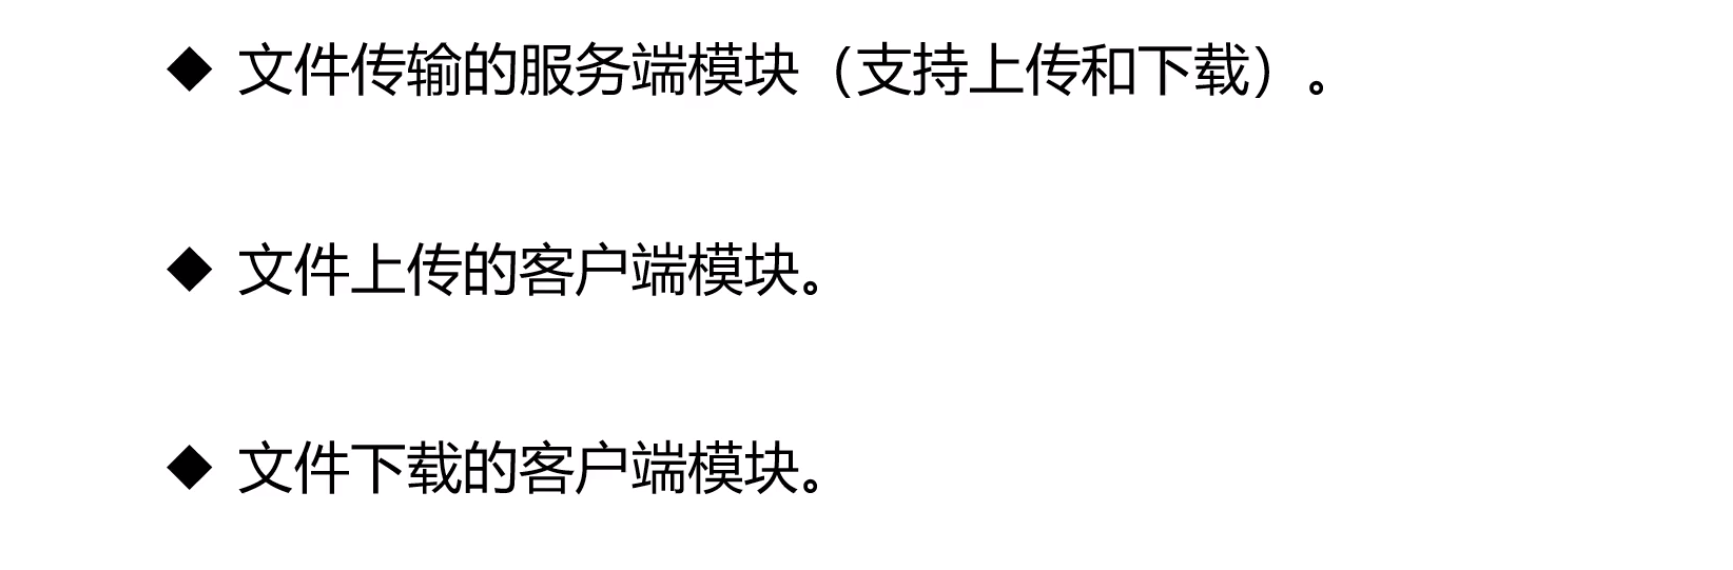 ◆ 文件传输的服务端模块（支持上传和下载）。
◆ 文件上传的客户端模块。
◆ 文件下载的客户端模块。